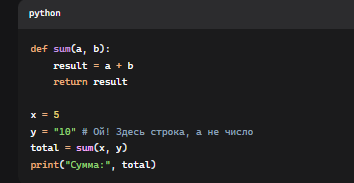 python
def sum(a, b):
    result = a + b
    return result
x = 5
y = "10" # Ой! Здесь строка, а не число
total = sum(x, y)
print("Сумма:", total)